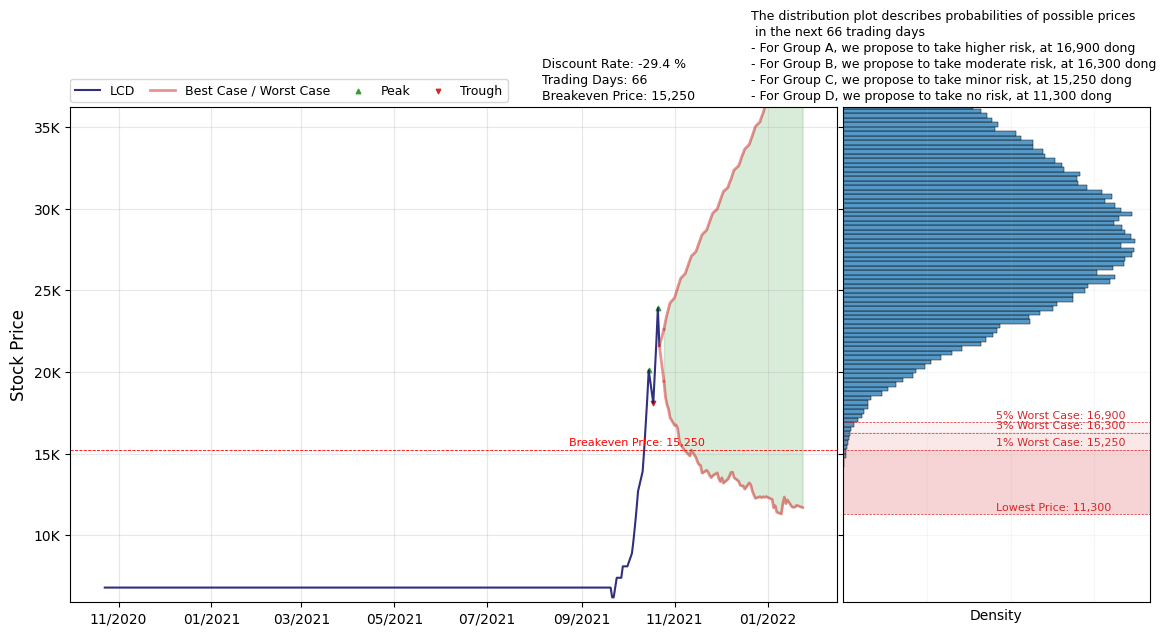 The distribution plot describes probabilities of possible prices
in the next 66 trading days
- For Group A, we propose to take higher risk, at 16,900 dong
- For Group B, we propose to take moderate risk, at 16,300 dong
- For Group C, we propose to take minor risk, at 15,250 dong
- For Group D, we propose to take no risk, at 11,300 dong
Discount Rate: -29.4 %
Trading Days: 66
Breakeven Price: 15,250
LCD Best Case / Worst Case Peak Trough
Stock Price
35K
30K
25K
20K
15K
10K
Breakeven Price: 15,250
11/2020 01/2021 03/2021 05/2021 07/2021 09/2021 11/2021 01/2022
5% Worst Case: 16,900
3% Worst Case: 16,300
1% Worst Case: 15,250
Lowest Price: 11,300
Density